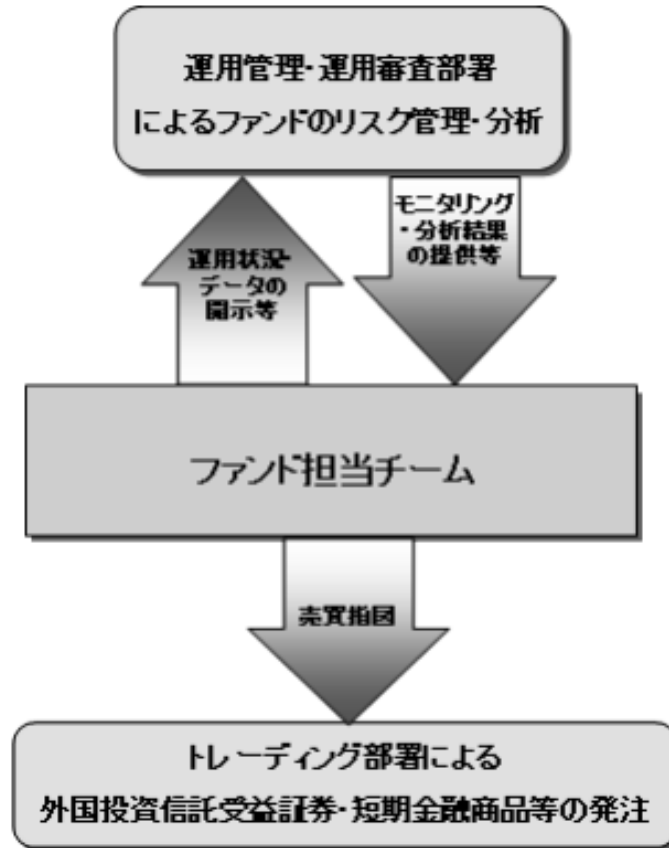 運用管理・運用審査部署
によるファンドのリスク管理・分析
運用状況・
データの
開示等
モニタリング
・分析結果
の提供等
ファンド担当チーム
売買指図
トレーディング部署による
外国投資信託受益証券・短期金融商品等の発注